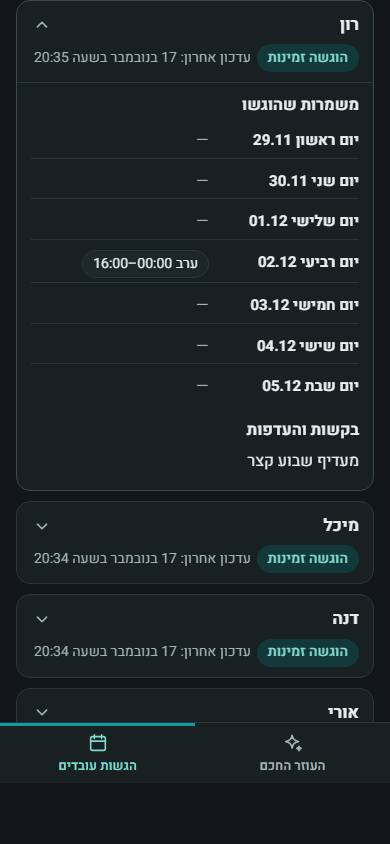 רון
הוגשה זמינות עדכון אחרון: 17 בנובמבר בשעה 20:35
משמרות שהוגשו
יום ראשון 29.11 —
יום שני 30.11 —
יום שלישי 01.12 —
יום רביעי 02.12 ערב 16:00–00:00
יום חמישי 03.12 —
יום שישי 04.12 —
יום שבת 05.12 —
בקשות והעדפות
מעדיף שבוע קצר
מיכל
הוגשה זמינות עדכון אחרון: 17 בנובמבר בשעה 20:34
דנה
הוגשה זמינות עדכון אחרון: 17 בנובמבר בשעה 20:34
אורי
העוזר החכם הגשות עובדים